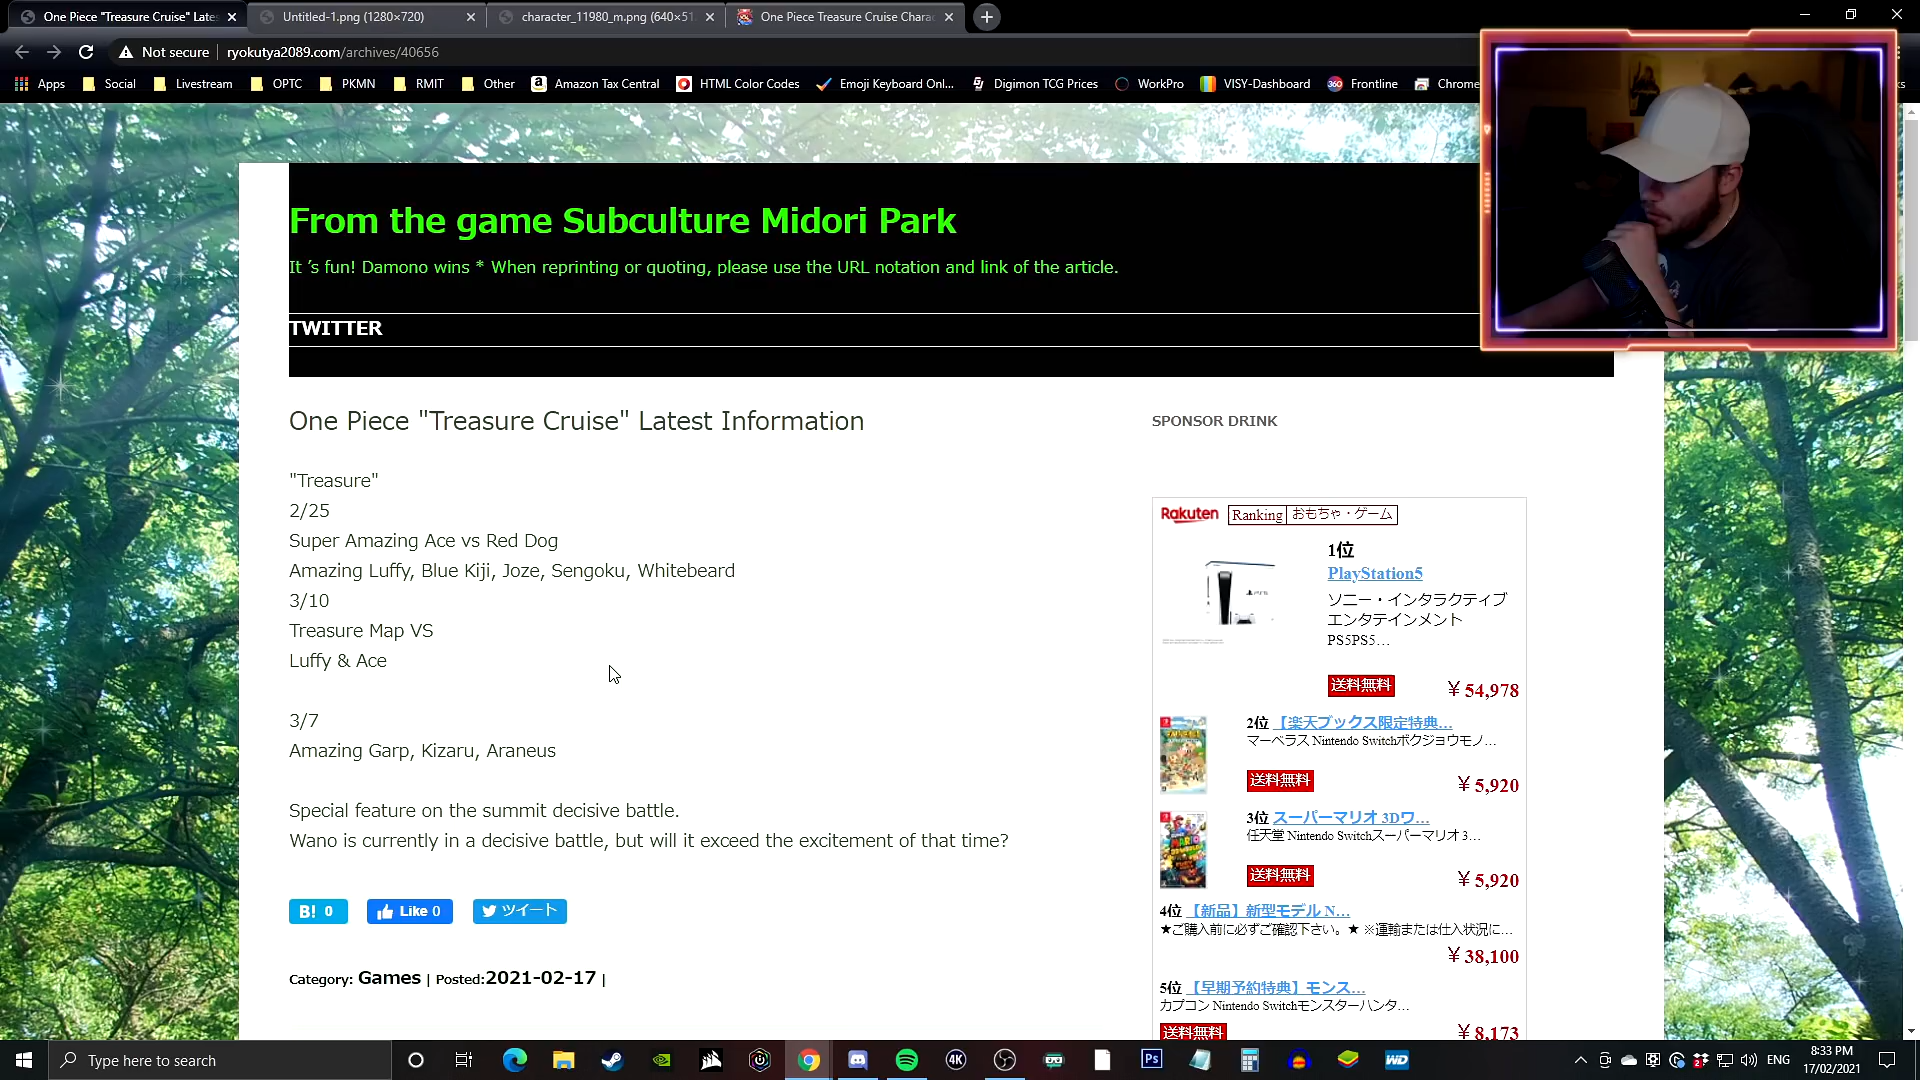 One Piece "Treasure Cruise" Late
Untitled-1.png (1280×720)
character_11980_m.png (640×51
One Piece Treasure Cruise Charac
Not secure
ryokutya2089.com/archives/40656
Apps
Social
Livestream
OPTC
PKMN
RMIT
Other
Amazon Tax Central
HTML Color Codes
Emoji Keyboard Onl...
Digimon TCG Prices
WorkPro
VISY-Dashboard
Frontline
Chrome
From the game Subculture Midori Park
It 's fun! Damono wins * When reprinting or quoting, please use the URL notation and link of the article.
TWITTER
One Piece "Treasure Cruise" Latest Information
"Treasure"
2/25
Super Amazing Ace vs Red Dog
Amazing Luffy, Blue Kiji, Joze, Sengoku, Whitebeard
3/10
Treasure Map VS
Luffy & Ace
3/7
Amazing Garp, Kizaru, Araneus
Special feature on the summit decisive battle.
Wano is currently in a decisive battle, but will it exceed the excitement of that time?
B! 0
Like 0
ツイート
Category: Games | Posted:2021-02-17 |
SPONSOR DRINK
Rakuten Ranking おもちゃ・ゲーム
1位
PlayStation5
ソニー・インタラクティブ
エンタテインメント
PS5PS5…
送料無料
￥54,978
2位 【楽天ブックス限定特典…
マーベラス Nintendo Switchボクジョウモノ…
送料無料
￥5,920
3位 スーパーマリオ 3Dワ…
任天堂 Nintendo Switchスーパーマリオ 3…
送料無料
￥5,920
4位 【新品】新型モデル N…
★ご購入前に必ずご確認下さい。★ ※運輸または仕入状況に…
￥38,100
5位 【早期予約特典】モンス…
カプコン Nintendo Switchモンスターハンタ…
送料無料
￥8,173
Type here to search
4K
Ps
WD
ENG
8:33 PM
17/02/2021